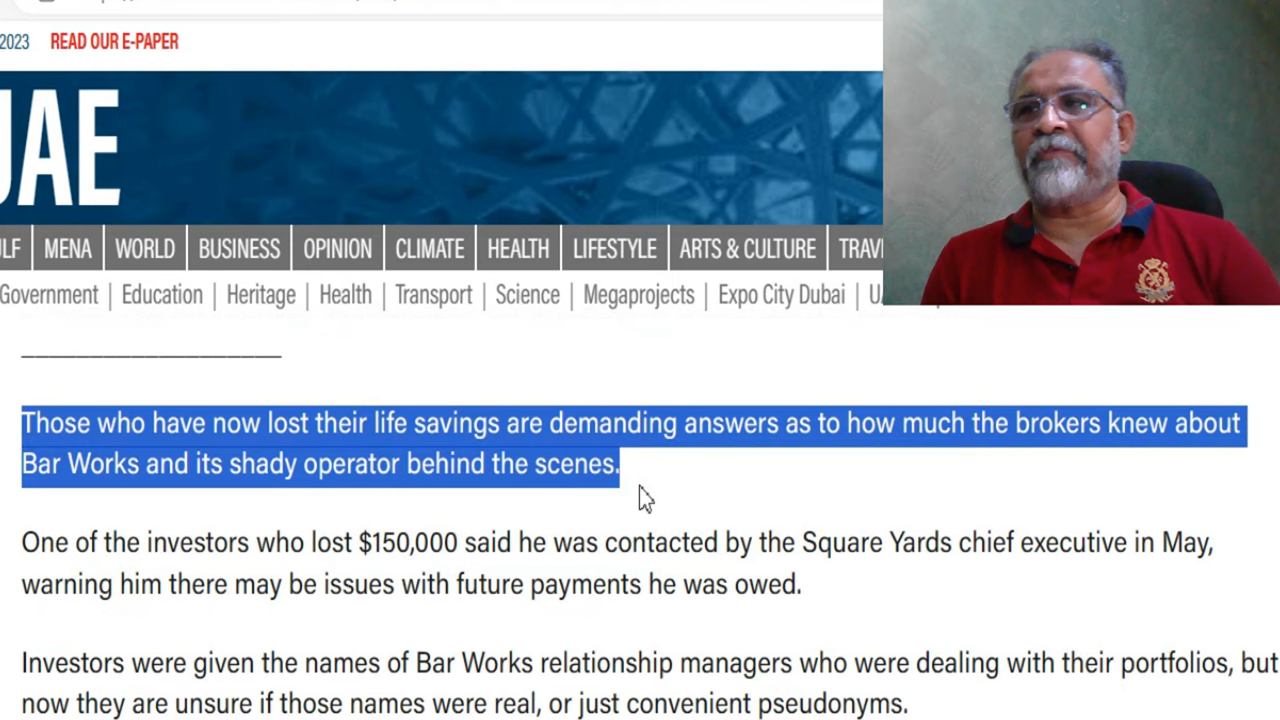 2023 READ OUR E-PAPER
UAE
MENA WORLD BUSINESS OPINION CLIMATE HEALTH LIFESTYLE ARTS & CULTURE
Government | Education | Heritage | Health | Transport | Science | Megaprojects | Expo City Dubai |
Those who have now lost their life savings are demanding answers as to how much the brokers knew about
Bar Works and its shady operator behind the scenes.
One of the investors who lost $150,000 said he was contacted by the Square Yards chief executive in May,
warning him there may be issues with future payments he was owed.
Investors were given the names of Bar Works relationship managers who were dealing with their portfolios, but
now they are unsure if those names were real, or just convenient pseudonyms.